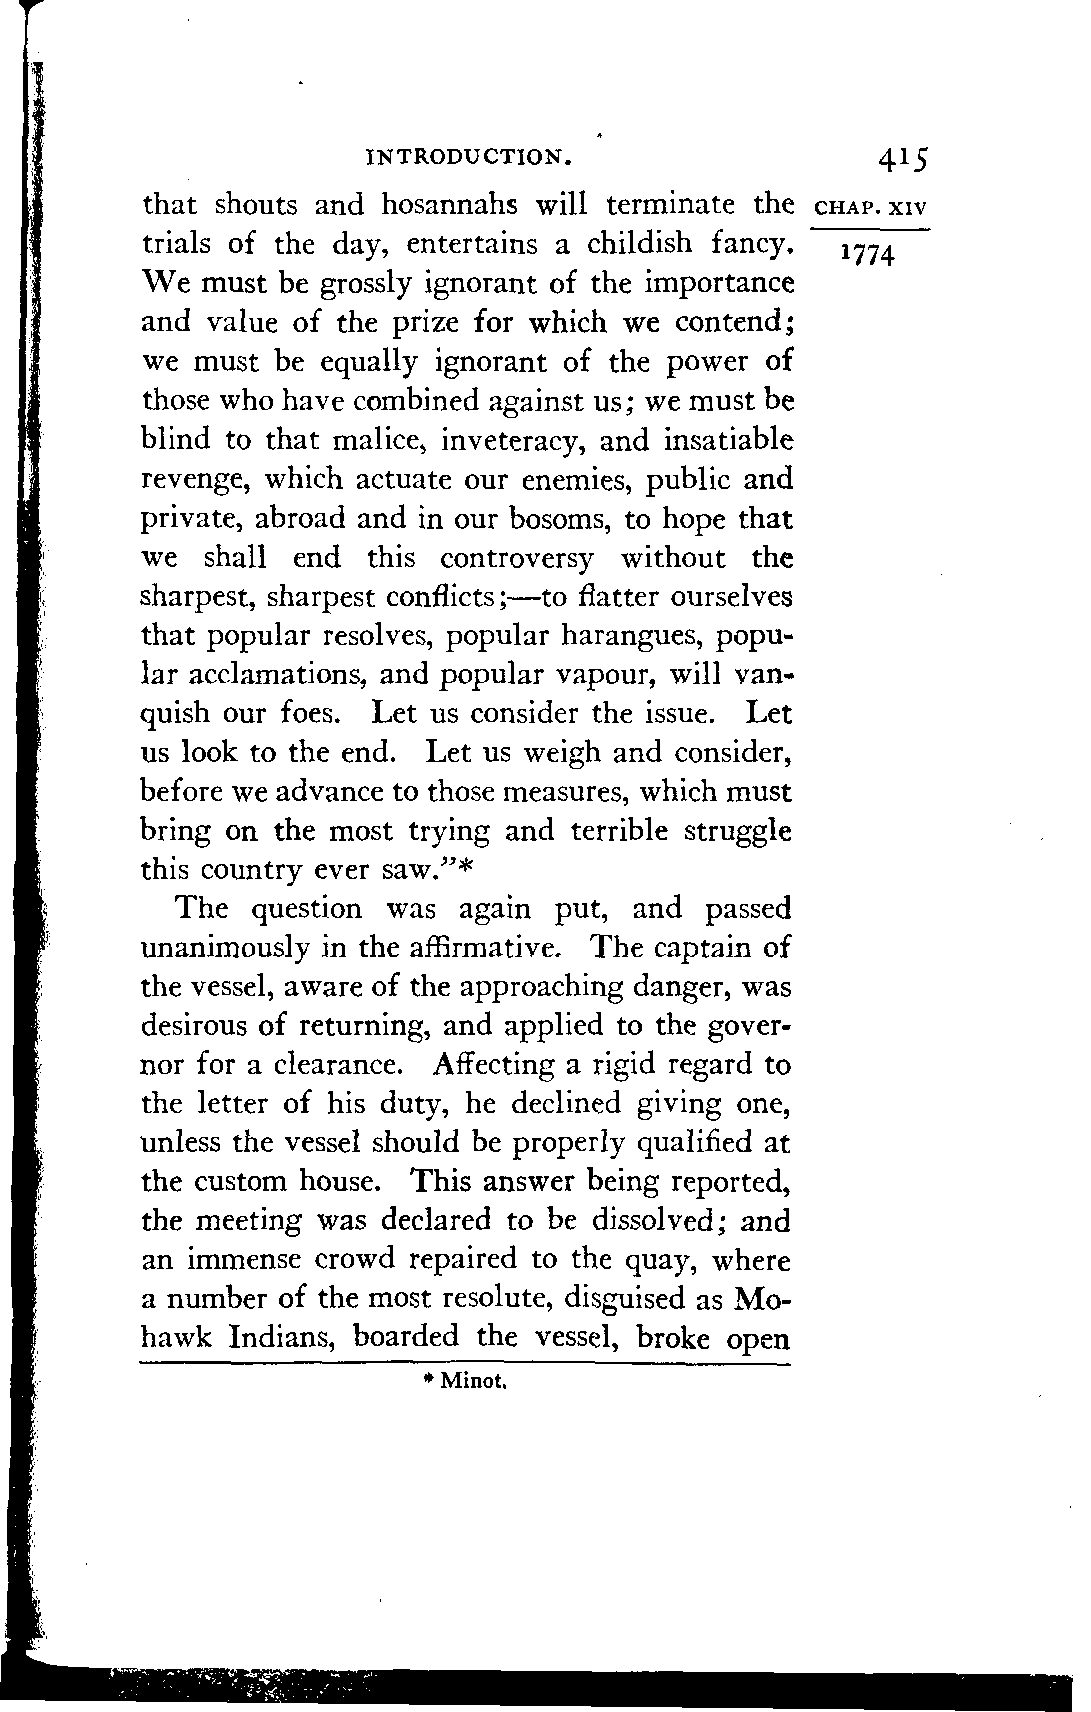 INTRODUCTION. 415
that shouts and hosannahs will terminate the CHAP. XIV
trials of the day, entertains a childish fancy. 1774
We must be grossly ignorant of the importance
and value of the prize for which we contend;
we must be equally ignorant of the power of
those who have combined against us; we must be
blind to that malice, inveteracy, and insatiable
revenge, which actuate our enemies, public and
private, abroad and in our bosoms, to hope that
we shall end this controversy without the
sharpest, sharpest conflicts;—to flatter ourselves
that popular resolves, popular harangues, popu-
lar acclamations, and popular vapour, will van-
quish our foes. Let us consider the issue. Let
us look to the end. Let us weigh and consider,
before we advance to those measures, which must
bring on the most trying and terrible struggle
this country ever saw."*
The question was again put, and passed
unanimously in the affirmative. The captain of
the vessel, aware of the approaching danger, was
desirous of returning, and applied to the gover-
nor for a clearance. Affecting a rigid regard to
the letter of his duty, he declined giving one,
unless the vessel should be properly qualified at
the custom house. This answer being reported,
the meeting was declared to be dissolved; and
an immense crowd repaired to the quay, where
a number of the most resolute, disguised as Mo-
hawk Indians, boarded the vessel, broke open
* Minot.